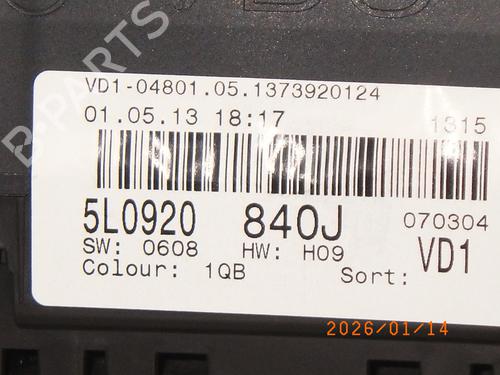 B-PARTS
VD1-04801.05.1373920124
01.05.13 18:17
1315
5L0920 840J 070304
SW: 0608 HW: H09 VD1
Colour: 1QB Sort:
2026/01/14